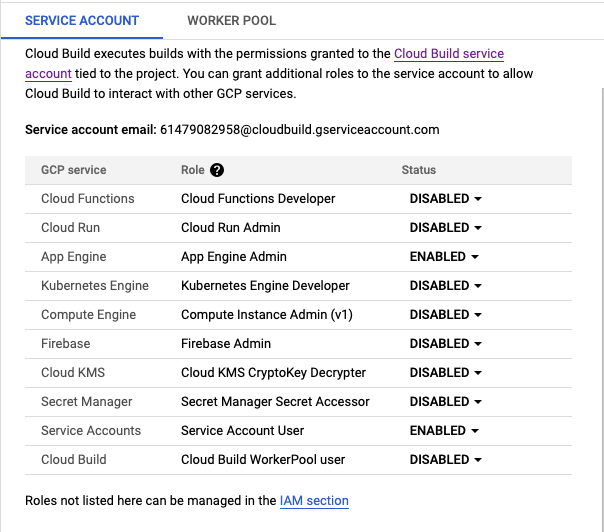 SERVICE ACCOUNT WORKER POOL
Cloud Build executes builds with the permissions granted to the Cloud Build service
account tied to the project. You can grant additional roles to the service account to allow
Cloud Build to interact with other GCP services.
Service account email: 61479082958@cloudbuild.gserviceaccount.com
GCP service Role ? Status
Cloud Functions Cloud Functions Developer DISABLED
Cloud Run Cloud Run Admin DISABLED
App Engine App Engine Admin ENABLED
Kubernetes Engine Kubernetes Engine Developer DISABLED
Compute Engine Compute Instance Admin (v1) DISABLED
Firebase Firebase Admin DISABLED
Cloud KMS Cloud KMS CryptoKey Decrypter DISABLED
Secret Manager Secret Manager Secret Accessor DISABLED
Service Accounts Service Account User ENABLED
Cloud Build Cloud Build WorkerPool user DISABLED
Roles not listed here can be managed in the IAM section